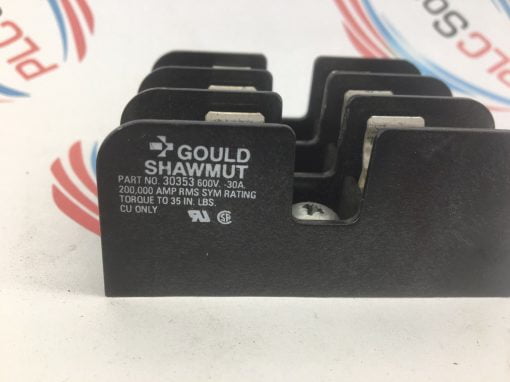 GOULD
SHAWMUT
PART NO. 30353 600V. -30A.
200,000 AMP RMS SYM RATING
TORQUE TO 35 IN. LBS.
CU ONLY